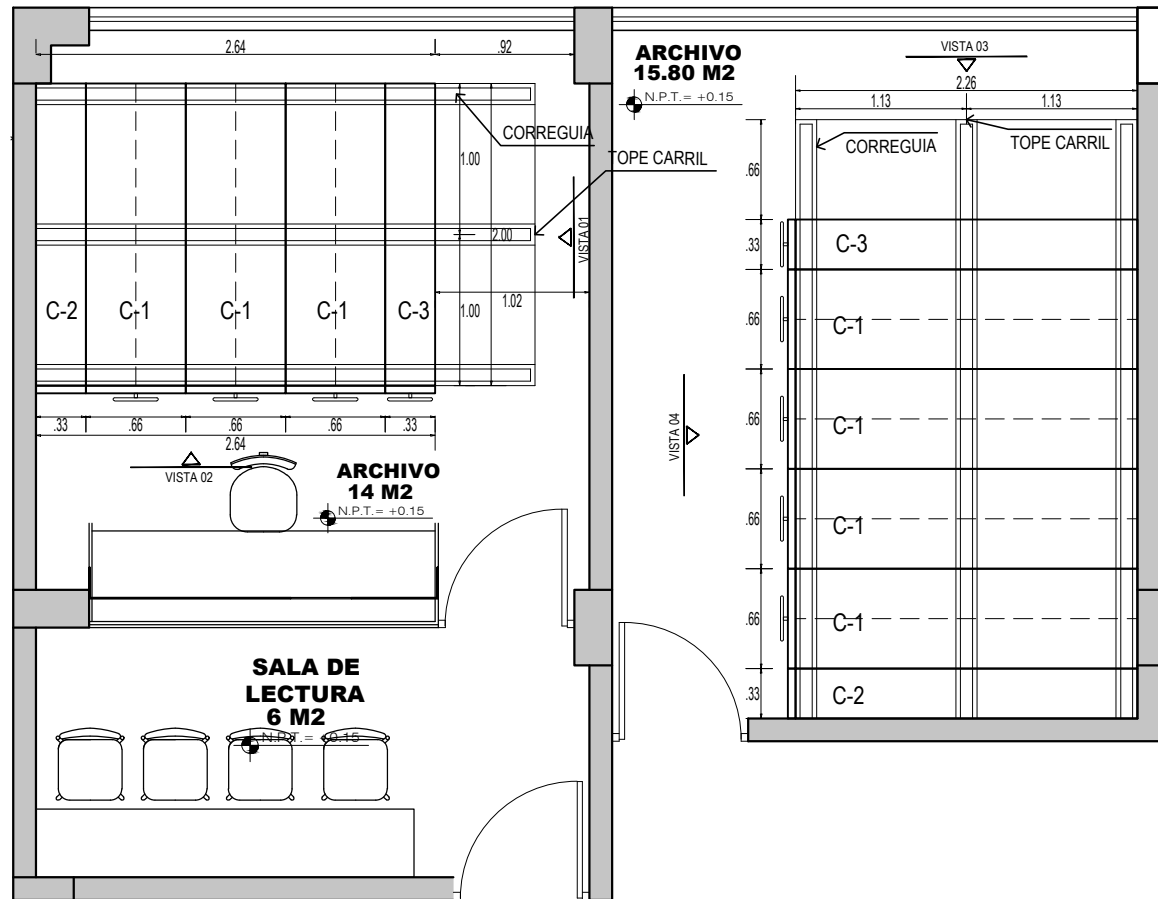 2.64
.92
ARCHIVO
15.80 M2
N.P.T.= +0.15
VISTA 03
2.26
1.13
1.13
CORREGUIA
TOPE CARRIL
1.00
2.00
1.00
1.02
VISTA 01
C-2
C-1
C-1
C-1
C-3
.33
.66
.66
.66
.33
2.64
VISTA 02
ARCHIVO
14 M2
N.P.T.= +0.15
SALA DE
LECTURA
6 M2
N.P.T.= +0.15
CORREGUIA
TOPE CARRIL
.66
.33
.66
.66
.66
.66
.33
C-3
C-1
C-1
C-1
C-1
C-2
VISTA 04